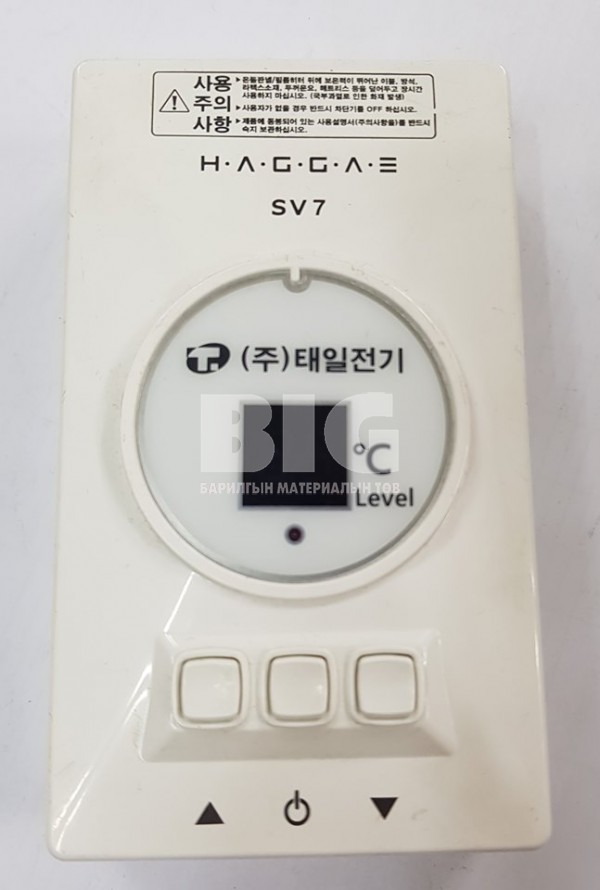 사용
주의
사항
▶온돌판넬/필름히터 위에 보온력이 뛰어난 이불, 방석,
라텍스소재, 두꺼운요, 매트리스 등을 덮어두고 장시간
사용하지 마십시오. (국부과열로 인한 화재 발생)
▶사용자가 없을 경우 반드시 차단기를 OFF 하십시오.
▶제품에 동봉되어 있는 사용설명서(주의사항을)를 반드시
숙지 보관하십시오.
H·A·G·G·A·E
SV7
T. (주)태일전기
BIG
°C
БАРИЛГЫН МАТЕРИАЛЫН ТӨВ
Level